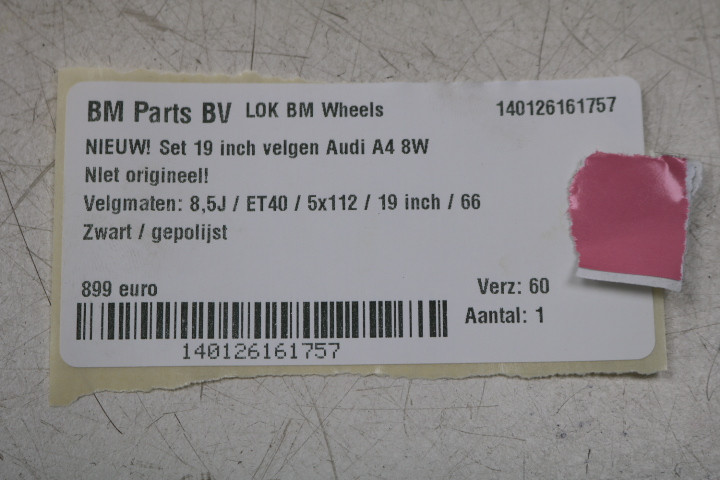 BM Parts BV LOK BM Wheels 140126161757
NIEUW! Set 19 inch velgen Audi A4 8W
NIet origineel!
Velgmaten: 8,5J / ET40 / 5x112 / 19 inch / 66
Zwart / gepolijst
899 euro Verz: 60
Aantal: 1
140126161757